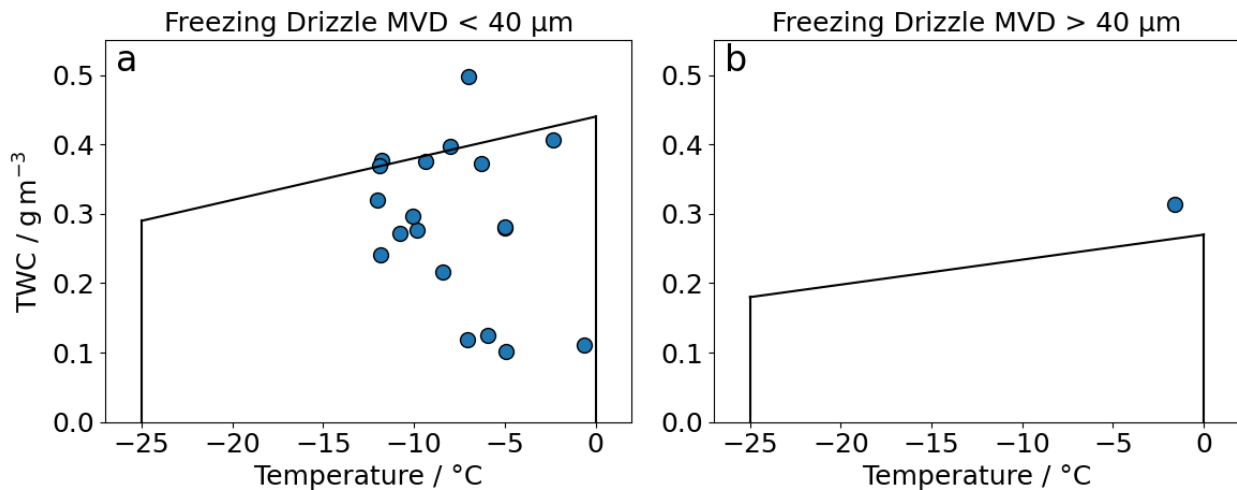 Freezing Drizzle MVD < 40 μm
a
0.5
0.4
0.3
0.2
0.1
0.0
TWC / g m⁻³
−25 −20 −15 −10 −5 0
Temperature / °C
Freezing Drizzle MVD > 40 μm
b
0.5
0.4
0.3
0.2
0.1
0.0
−25 −20 −15 −10 −5 0
Temperature / °C